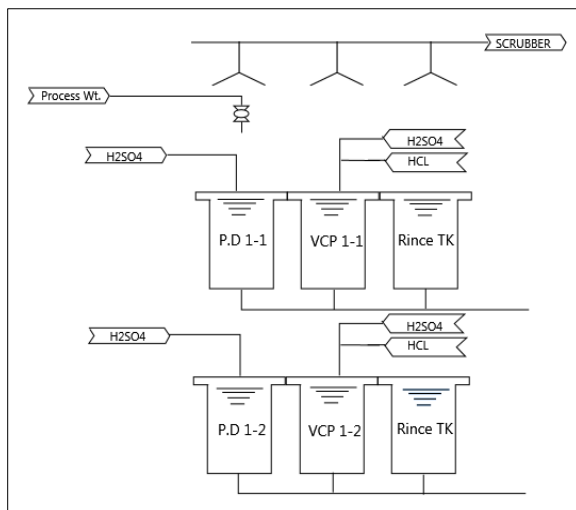 SCRUBBER
Process Wt.
H2SO4
H2SO4
HCL
P.D 1-1
VCP 1-1
Rince TK
H2SO4
H2SO4
HCL
P.D 1-2
VCP 1-2
Rince TK